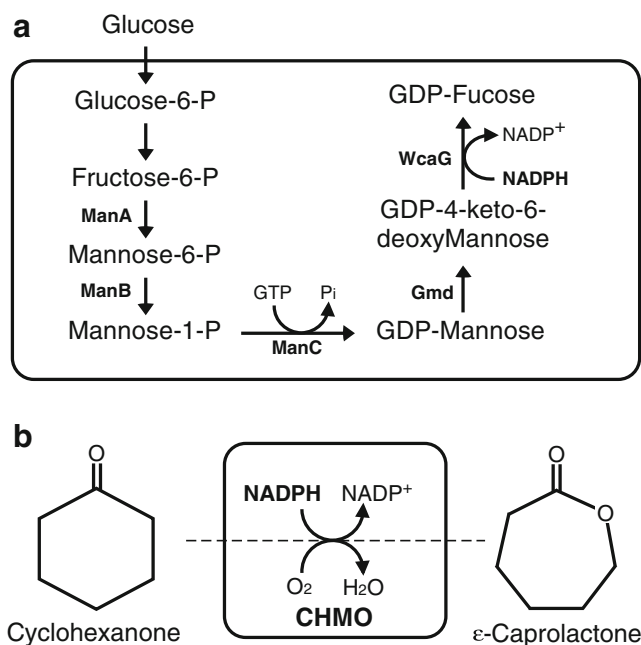 a
Glucose
Glucose-6-P
Fructose-6-P
ManA
Mannose-6-P
ManB
Mannose-1-P
GTP
Pi
ManC
GDP-Mannose
Gmd
GDP-4-keto-6-
deoxyMannose
WcaG
NADPH
NADP+
GDP-Fucose
b
O
Cyclohexanone
NADPH
NADP+
O2
H2O
CHMO
O
O
ε-Caprolactone